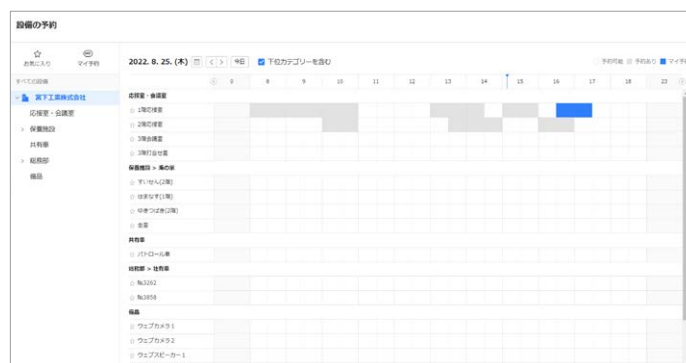 設備の予約
お気に入り マイ予約
2022. 8. 25. (木) < > 今日 下位カテゴリーを含む
予約可能 予約あり マイ予
すべての設備
8 8 9 10 11 12 13 14 15 16 17 18 23
宮下工業株式会社
応接室・会議室
保養施設
共有車
総務部
備品
応接室・会議室
1階応接室
2階応接室
3階会議室
3階打合せ室
保養施設 > 海の家
すいせん(2階)
はまなす(1階)
ゆきつばき(2階)
全室
共有車
パトロール車
総務部 > 社有車
№3262
№3858
備品
ウェブカメラ1
ウェブカメラ2
ウェブスピーカー1